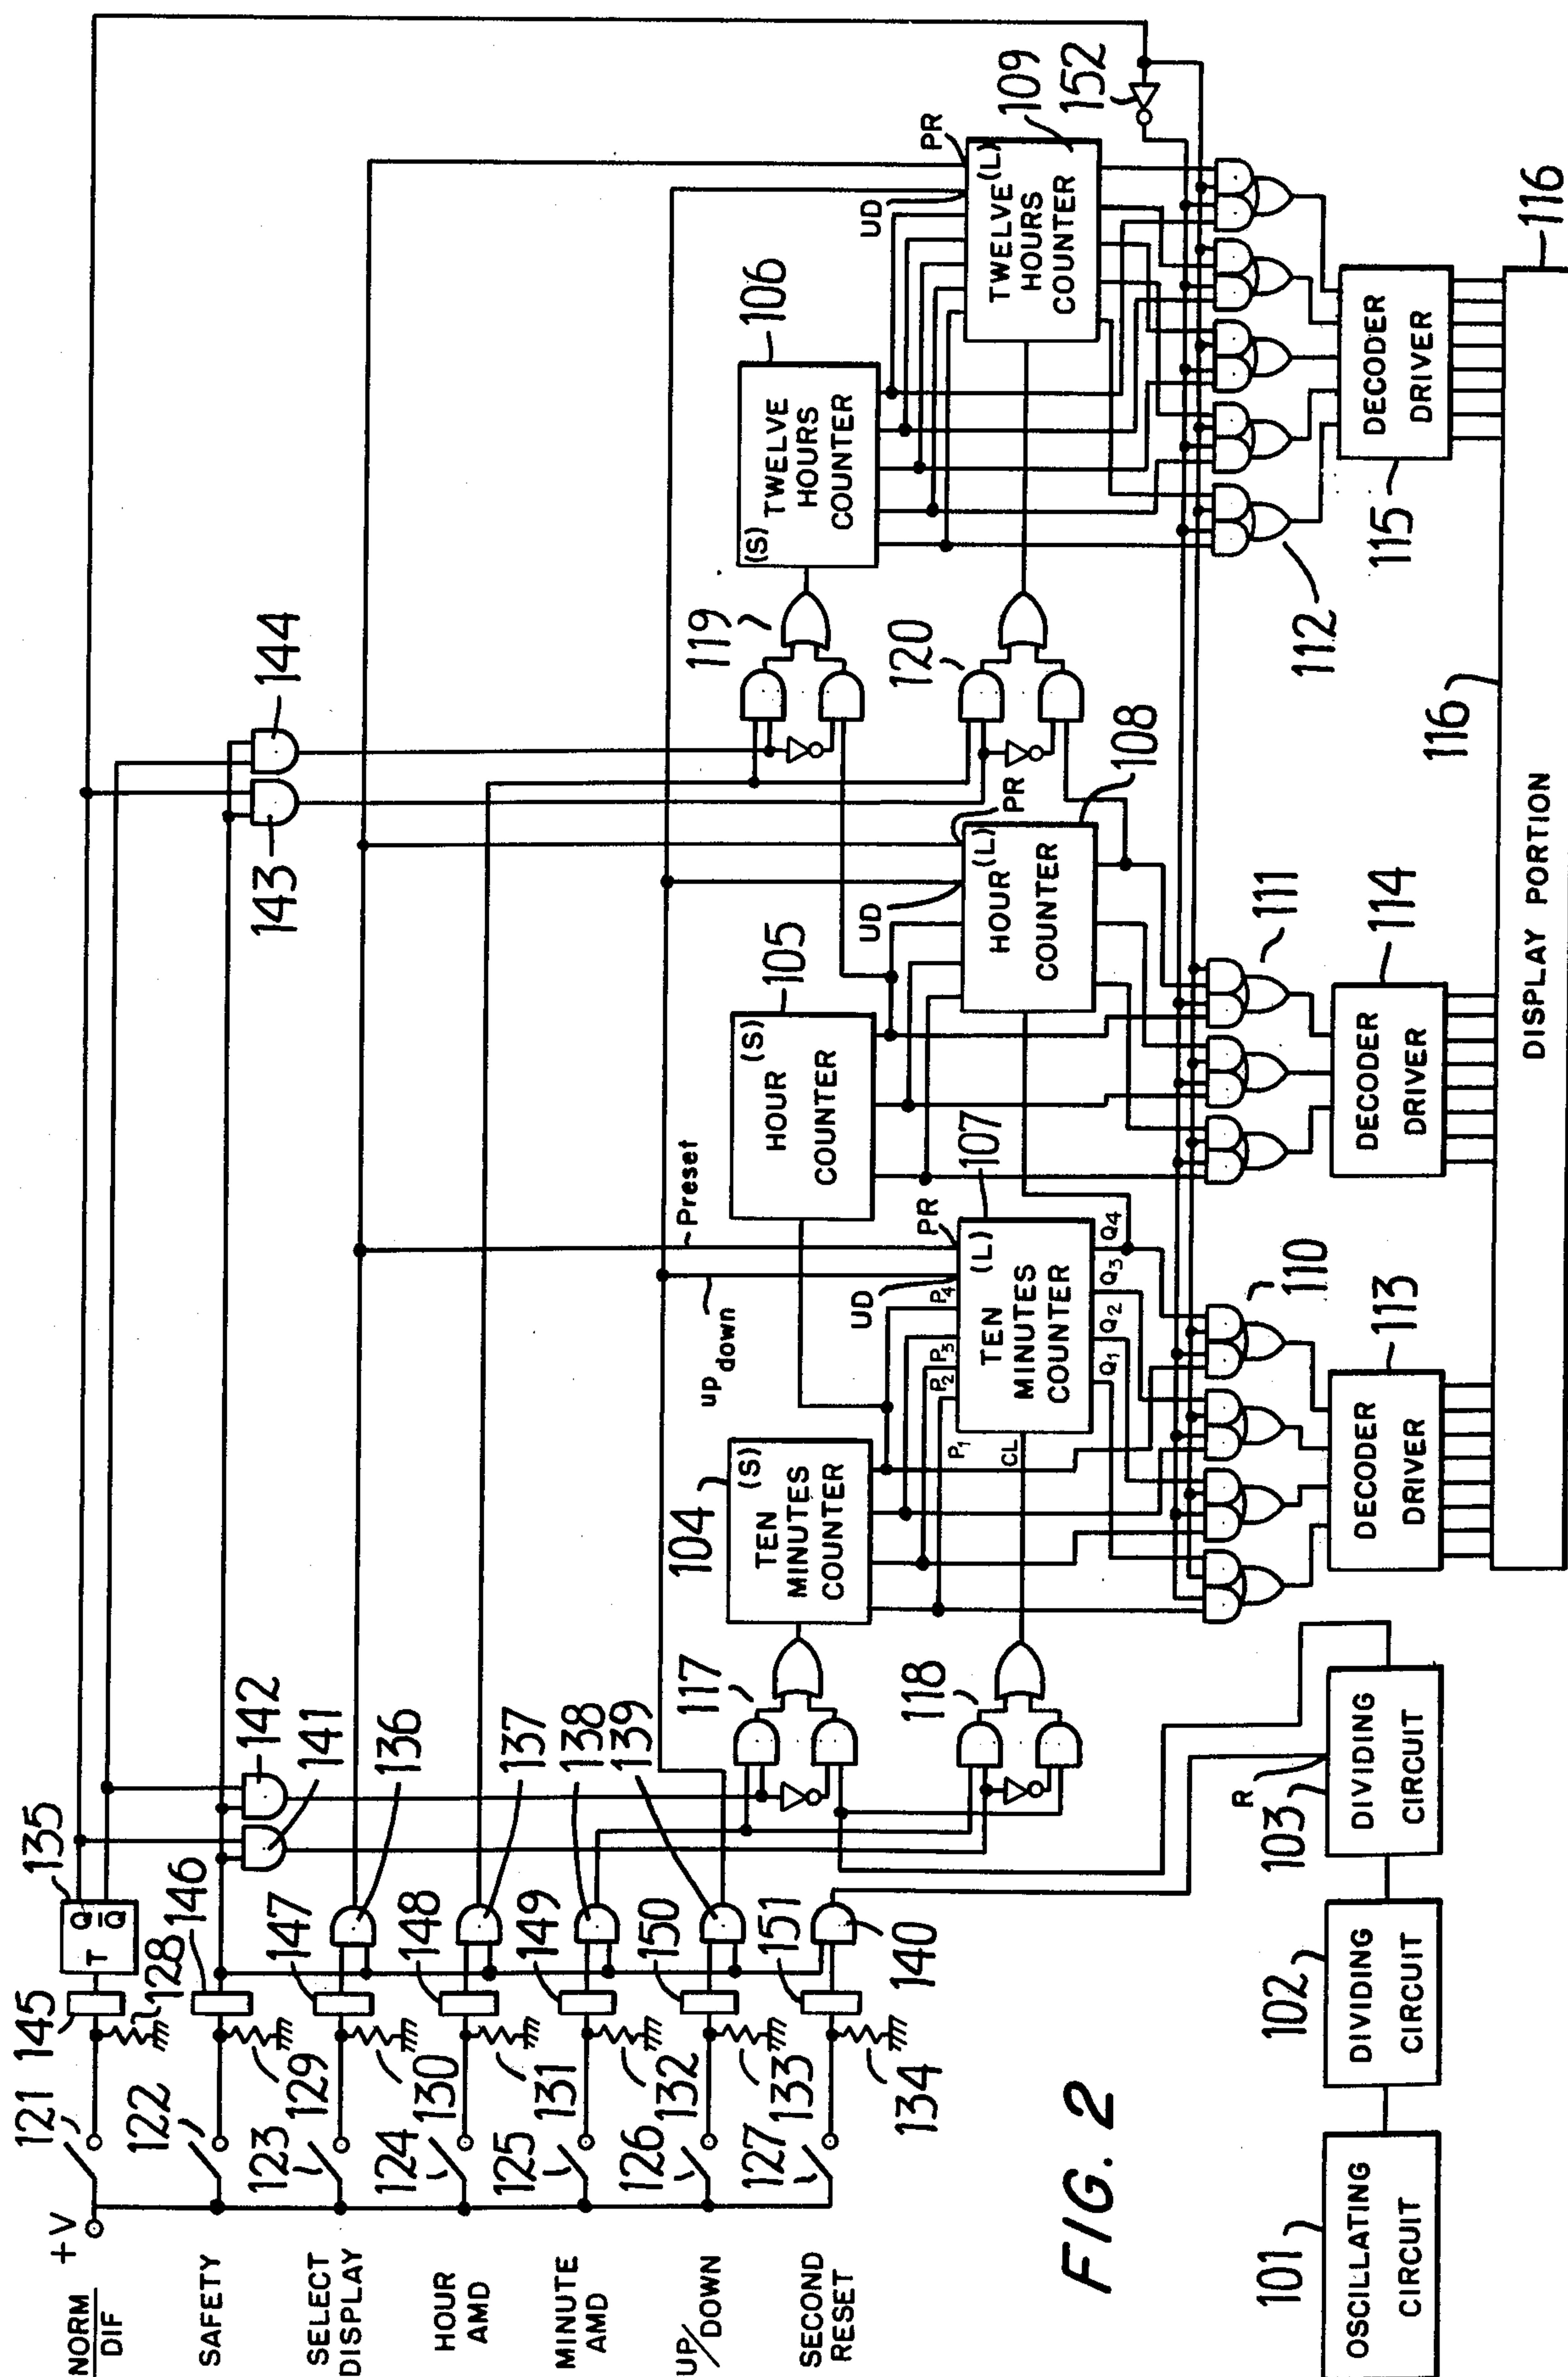 +V
NORM
DIF
SAFETY
SELECT
DISPLAY
HOUR
AMD
MINUTE
AMD
UP/
DOWN
SECOND
RESET
121
122
123
124
125
126
127
145
128
129
130
131
132
133
134
135
T
Q
Q
146
147
148
149
150
151
142
141
136
137
138
139
140
143
144
Preset
up
down
117
118
119
120
104
(S)
TEN
MINUTES
COUNTER
105
(S)
HOUR
COUNTER
106
(S)
TWELVE
HOURS
COUNTER
107
PR
UD
(L)
TEN
MINUTES
COUNTER
P1
P2
P3
P4
CL
Q1
Q2
Q3
Q4
108
PR
UD
(L)
HOUR
COUNTER
109
PR
UD
(L)
TWELVE
HOURS
COUNTER
152
110
111
112
113
DECODER
DRIVER
114
DECODER
DRIVER
115
DECODER
DRIVER
116
116
DISPLAY PORTION
101
OSCILLATING
CIRCUIT
102
DIVIDING
CIRCUIT
103
R
DIVIDING
CIRCUIT
FIG. 2